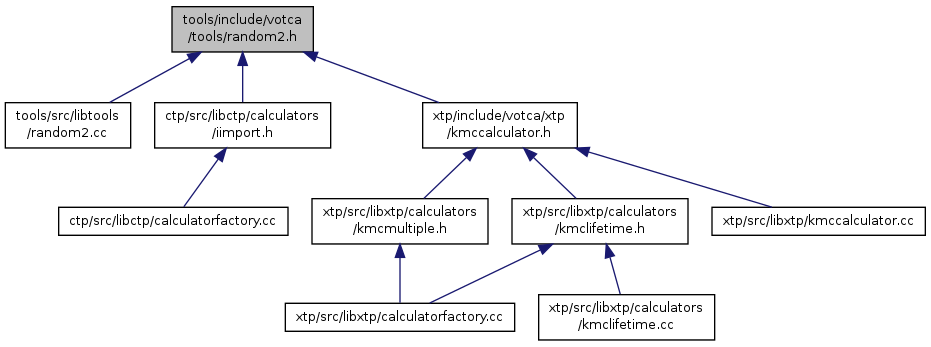 tools/include/votca
/tools/random2.h
tools/src/libtools
/random2.cc
ctp/src/libctp/calculators
/iimport.h
xtp/include/votca/xtp
/kmccalculator.h
ctp/src/libctp/calculatorfactory.cc
xtp/src/libxtp/calculators
/kmcmultiple.h
xtp/src/libxtp/calculators
/kmclifetime.h
xtp/src/libxtp/kmccalculator.cc
xtp/src/libxtp/calculatorfactory.cc
xtp/src/libxtp/calculators
/kmclifetime.cc